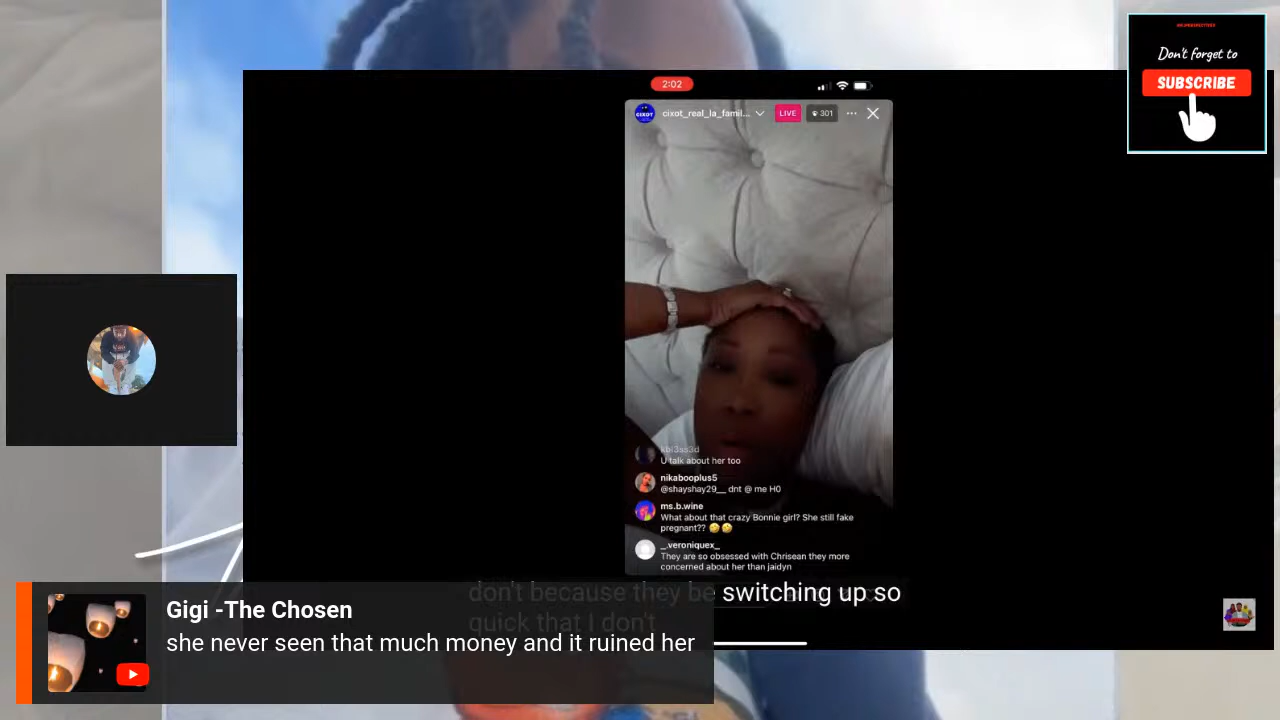 Don't forget to
SUBSCRIBE
2:02
cixot_real_la_famil...
LIVE
301
CIXOT
kbl3ss3d
U talk about her too
nikabooplus5
@shayshay29__ dnt @ me H0
ms.b.wine
What about that crazy Bonnie girl? She still fake
pregnant?? 🤣🤣
_.veroniquex_
They are so obsessed with Chrisean they more
concerned about her than jaidyn
don't because they be switching up so
quick that I don't
Gigi -The Chosen
she never seen that much money and it ruined her